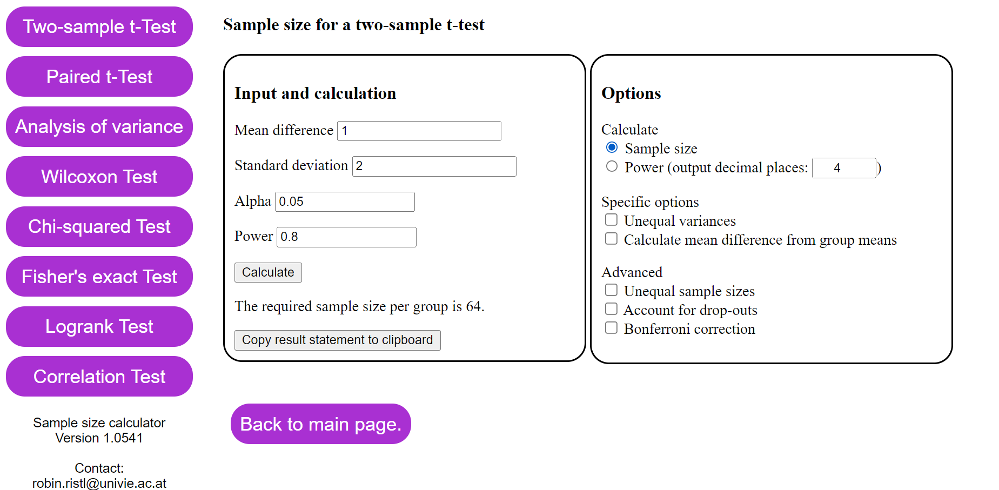 Two-sample t-Test
Paired t-Test
Analysis of variance
Wilcoxon Test
Chi-squared Test
Fisher's exact Test
Logrank Test
Correlation Test
Sample size calculator
Version 1.0541
Contact:
robin.ristl@univie.ac.at
Sample size for a two-sample t-test
Input and calculation
Mean difference 1
Standard deviation 2
Alpha 0.05
Power 0.8
Calculate
The required sample size per group is 64.
Copy result statement to clipboard
Options
Calculate
Sample size
Power (output decimal places: 4 )
Specific options
Unequal variances
Calculate mean difference from group means
Advanced
Unequal sample sizes
Account for drop-outs
Bonferroni correction
Back to main page.